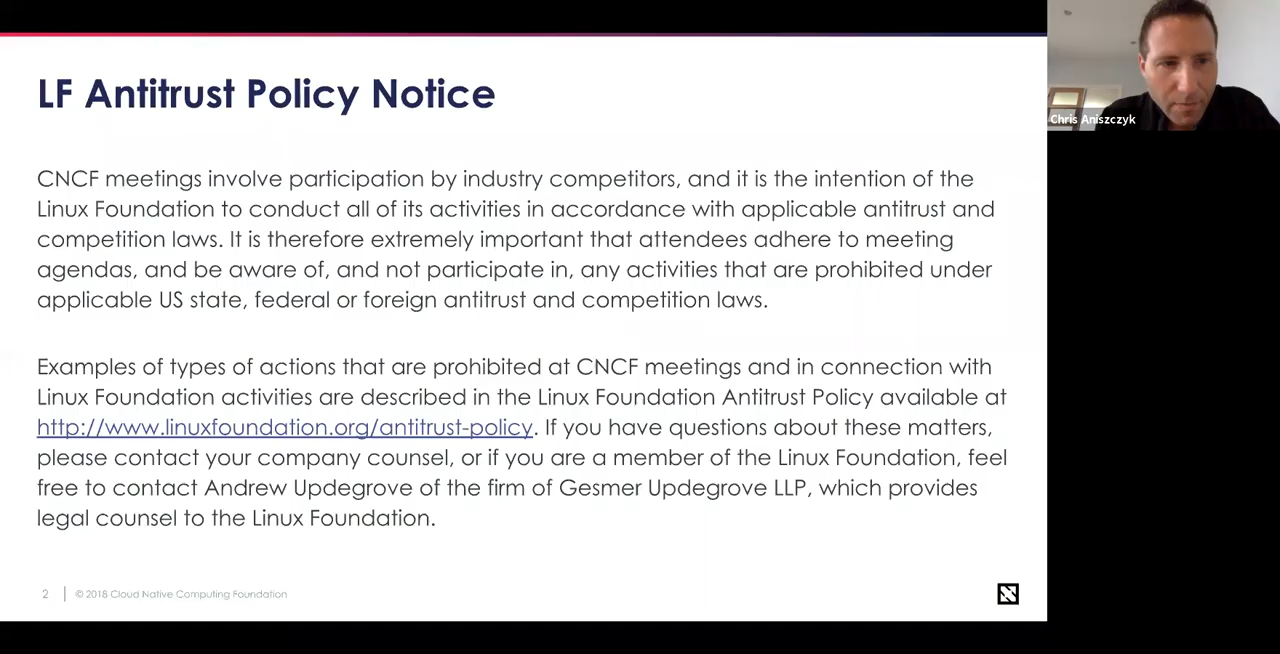 LF Antitrust Policy Notice
Chris Aniszczyk
CNCF meetings involve participation by industry competitors, and it is the intention of the
Linux Foundation to conduct all of its activities in accordance with applicable antitrust and
competition laws. It is therefore extremely important that attendees adhere to meeting
agendas, and be aware of, and not participate in, any activities that are prohibited under
applicable US state, federal or foreign antitrust and competition laws.
Examples of types of actions that are prohibited at CNCF meetings and in connection with
Linux Foundation activities are described in the Linux Foundation Antitrust Policy available at
http://www.linuxfoundation.org/antitrust-policy. If you have questions about these matters,
please contact your company counsel, or if you are a member of the Linux Foundation, feel
free to contact Andrew Updegrove of the firm of Gesmer Updegrove LLP, which provides
legal counsel to the Linux Foundation.
2 © 2018 Cloud Native Computing Foundation